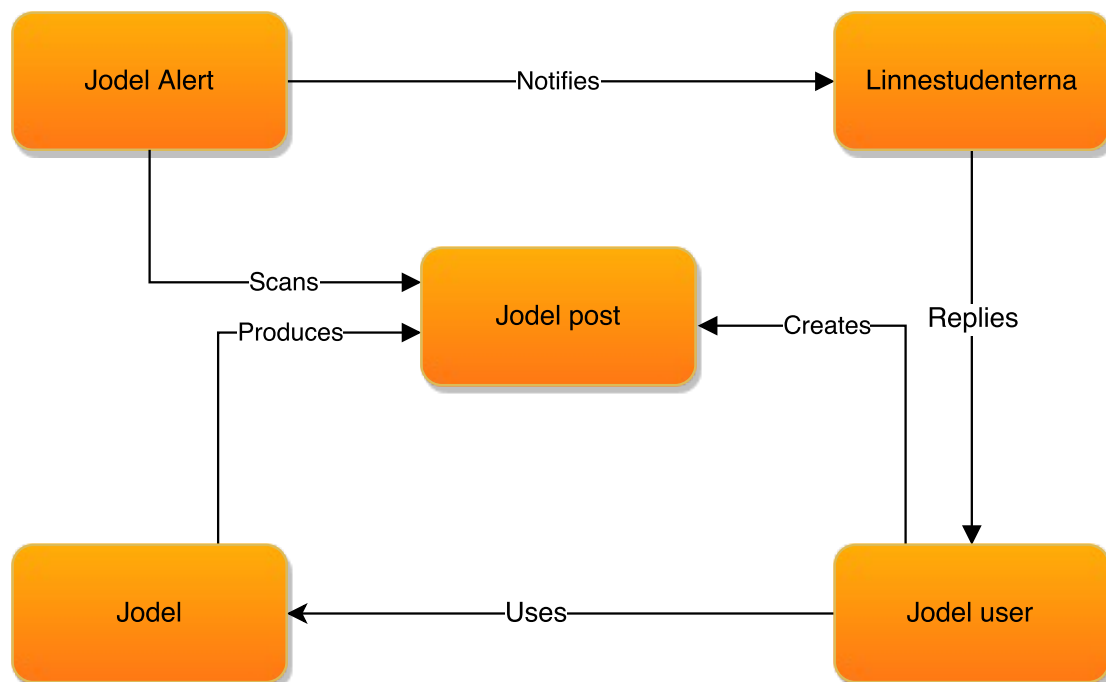 Jodel Alert
Notifies
Linnestudenterna
Scans
Jodel post
Produces
Creates
Replies
Jodel
Uses
Jodel user